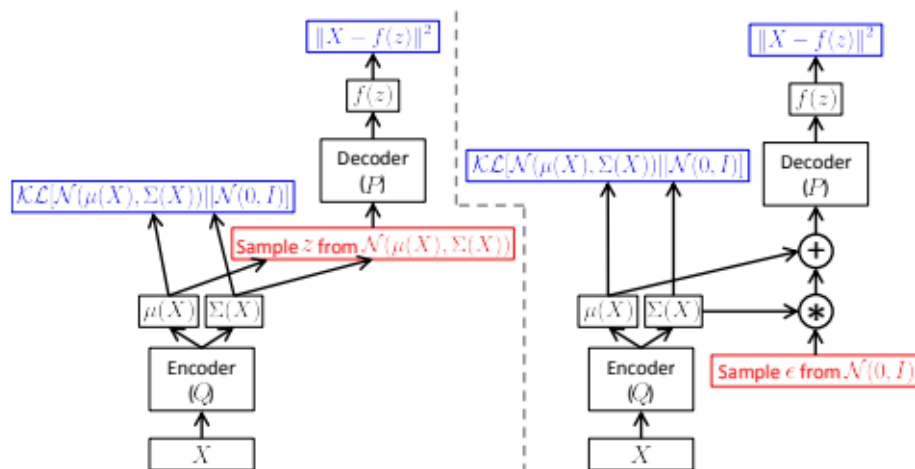 ‖X − f(z)‖²
f(z)
Decoder
(P)
𝒦ℒ[𝒩(μ(X), Σ(X))||𝒩(0, I)]
Sample z from 𝒩(μ(X), Σ(X))
μ(X)
Σ(X)
Encoder
(Q)
X
‖X − f(z)‖²
f(z)
Decoder
(P)
𝒦ℒ[𝒩(μ(X), Σ(X))||𝒩(0, I)]
+
μ(X)
Σ(X)
*
Encoder
(Q)
Sample ϵ from 𝒩(0, I)
X